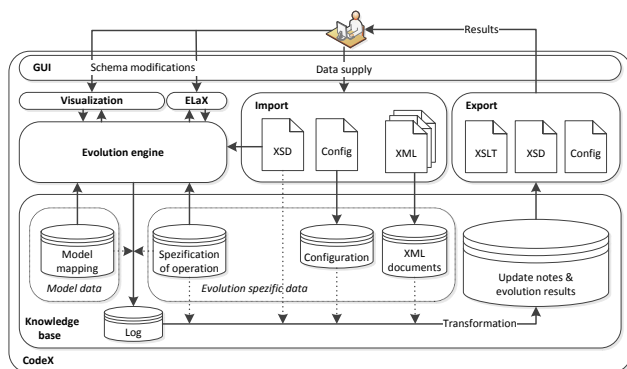 Results
GUI
Schema modifications
Data supply
Visualization
ELaX
Import
Export
Evolution engine
XSD
Config
XML
XSLT
XSD
Config
Model
mapping
Spezification
of operation
Configuration
XML
documents
Update notes &
evolution results
Model data
Evolution spezific data
Knowledge
base
Log
Transformation
CodeX